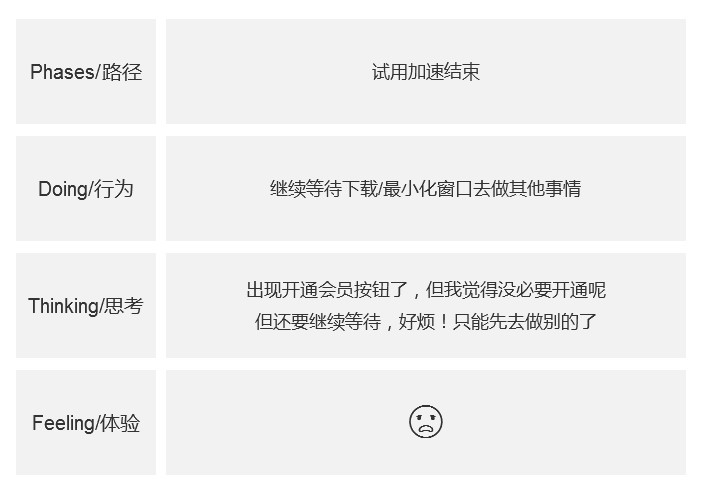 Phases/路径
试用加速结束
Doing/行为
继续等待下载/最小化窗口去做其他事情
Thinking/思考
出现开通会员按钮了，但我觉得没必要开通呢
但还要继续等待，好烦！只能先去做别的了
Feeling/体验